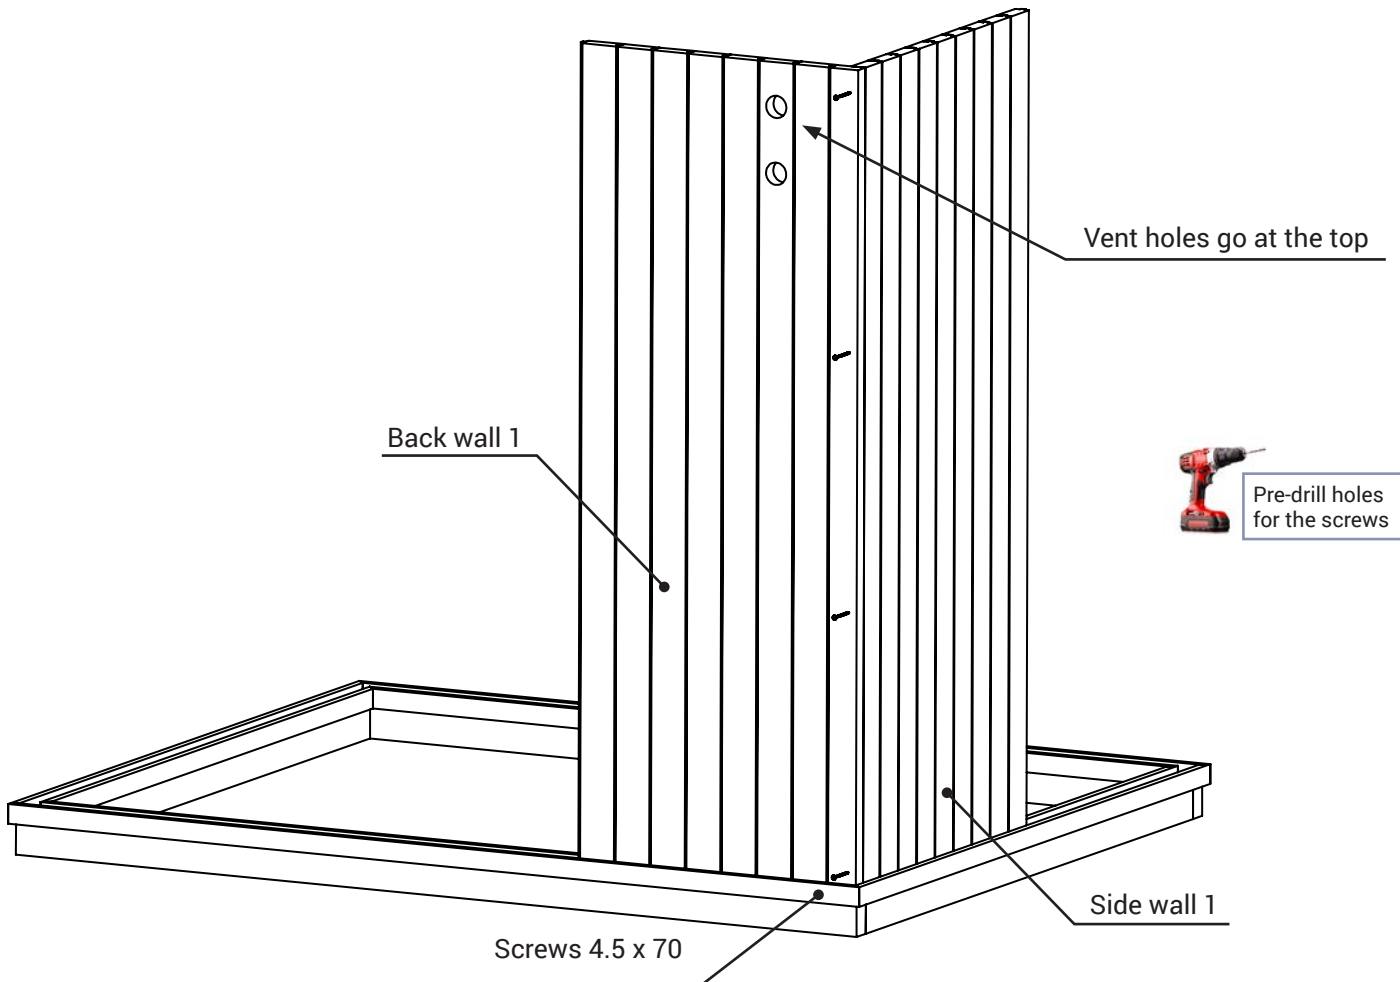 Vent holes go at the top
Back wall 1
Pre-drill holes
for the screws
Side wall 1
Screws 4.5 x 70